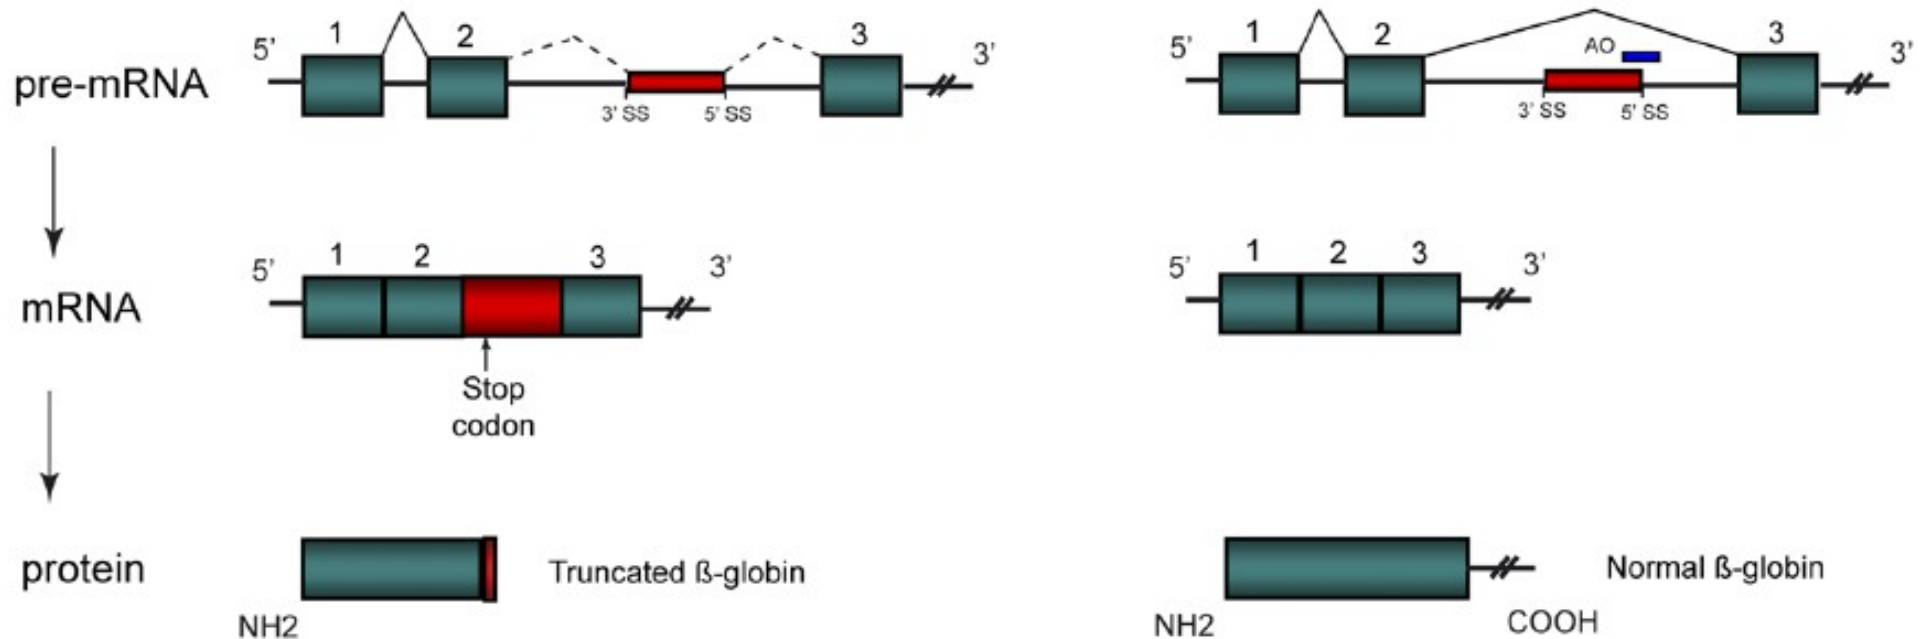 1
2
3
5’
3’
pre-mRNA
3’ SS
5’ SS
1
2
3
5’
3’
AO
3’ SS
5’ SS
1
2
3
5’
3’
mRNA
Stop
codon
1
2
3
5’
3’
protein
Truncated ß-globin
NH2
Normal ß-globin
NH2
COOH